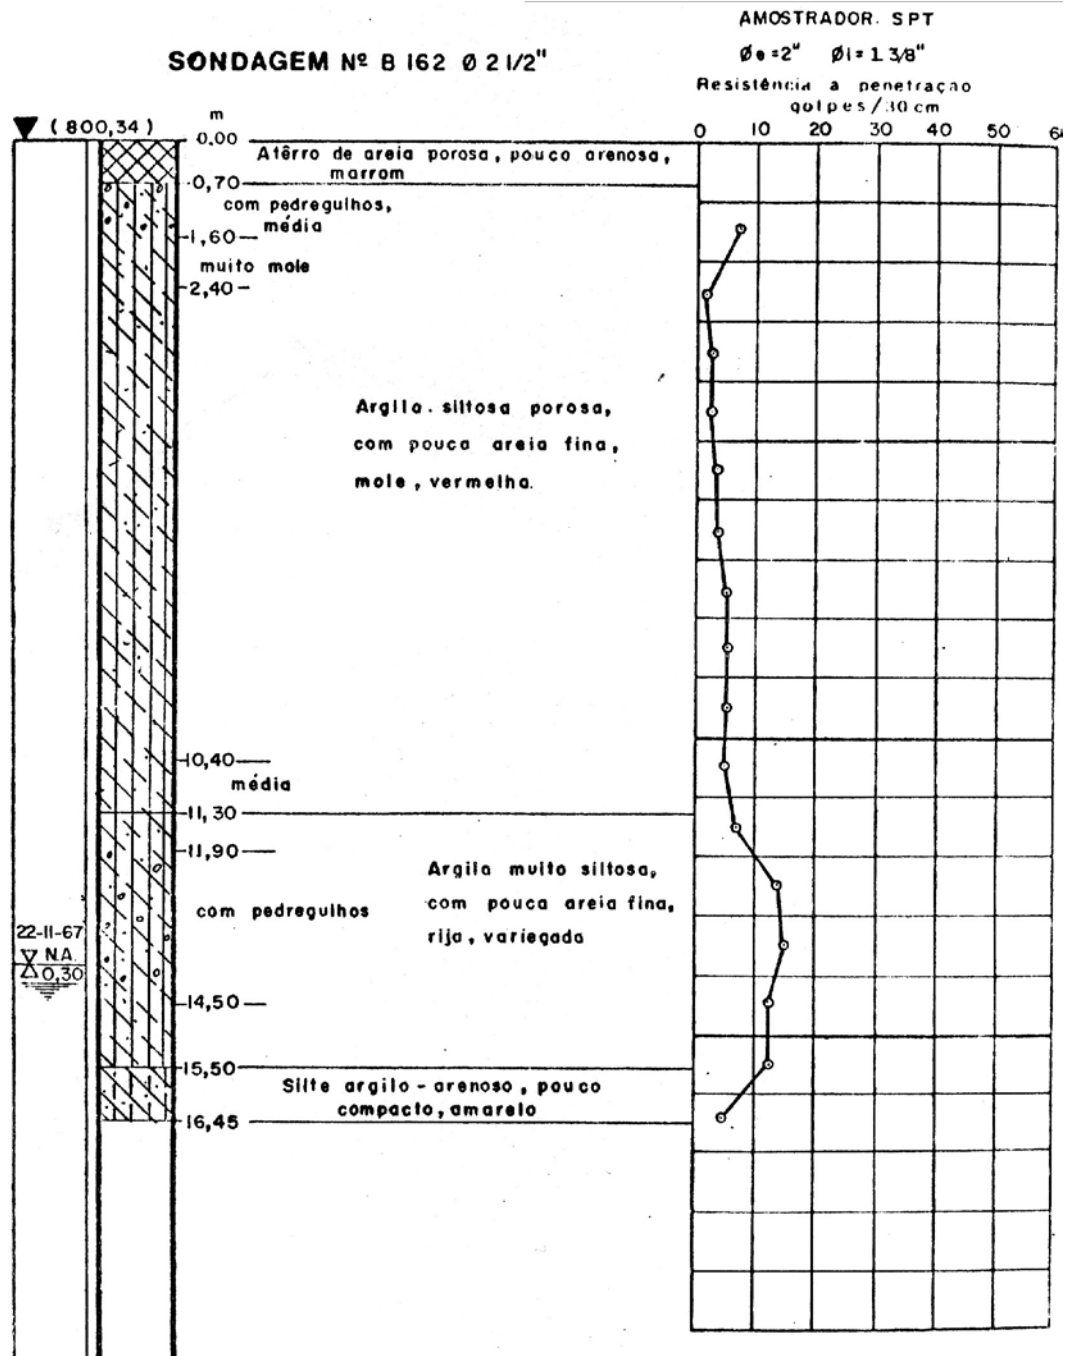 AMOSTRADOR. SPT
SONDAGEM Nº B 162 Ø 2 1/2"
Øe=2" Øi=1 3/8"
Resistência a penetração
golpes/30 cm
m
(800,34)
0,00
0 10 20 30 40 50 60
Atêrro de areia porosa, pouco arenosa,
marrom
0,70
com pedregulhos,
média
1,60
muito mole
2,40
Argila. siltosa porosa,
com pouca areia fina,
mole, vermelha.
10,40
média
11,30
11,90
Argila muito siltosa,
com pouca areia fina,
rija, variegada
com pedregulhos
22-11-67
N.A.
0,30
14,50
15,50
Silte argilo-arenoso, pouco
compacto, amarelo
16,45